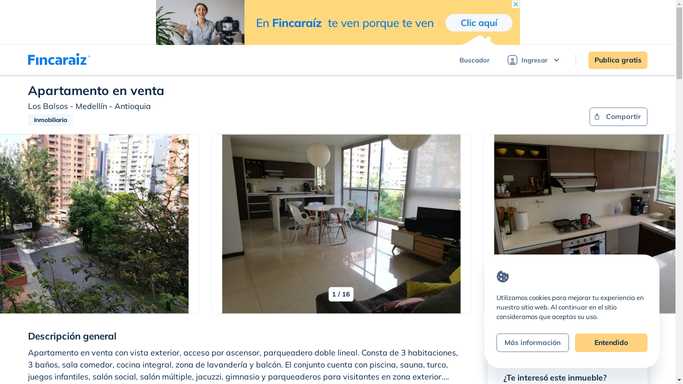 En Fincaraíz te ven porque te ven
Clic aquí
Fincaraiz
Buscador
Ingresar
Publica gratis
Apartamento en venta
Los Balsos - Medellín - Antioquia
Inmobiliaria
Compartir
1 / 16
Utilizamos cookies para mejorar tu experiencia en
nuestro sitio web. Al continuar en el sitio
consideramos que aceptas su uso.
Más información
Entendido
Descripción general
Apartamento en venta con vista exterior, acceso por ascensor, parqueadero doble lineal. Consta de 3 habitaciones,
3 baños, sala comedor, cocina integral, zona de lavandería y balcón. El conjunto cuenta con piscina, sauna, turco,
juegos infantiles, salón social, salón múltiple, jacuzzi, gimnasio y parqueaderos para visitantes en zona exterior....
¿Te interesó este inmueble?